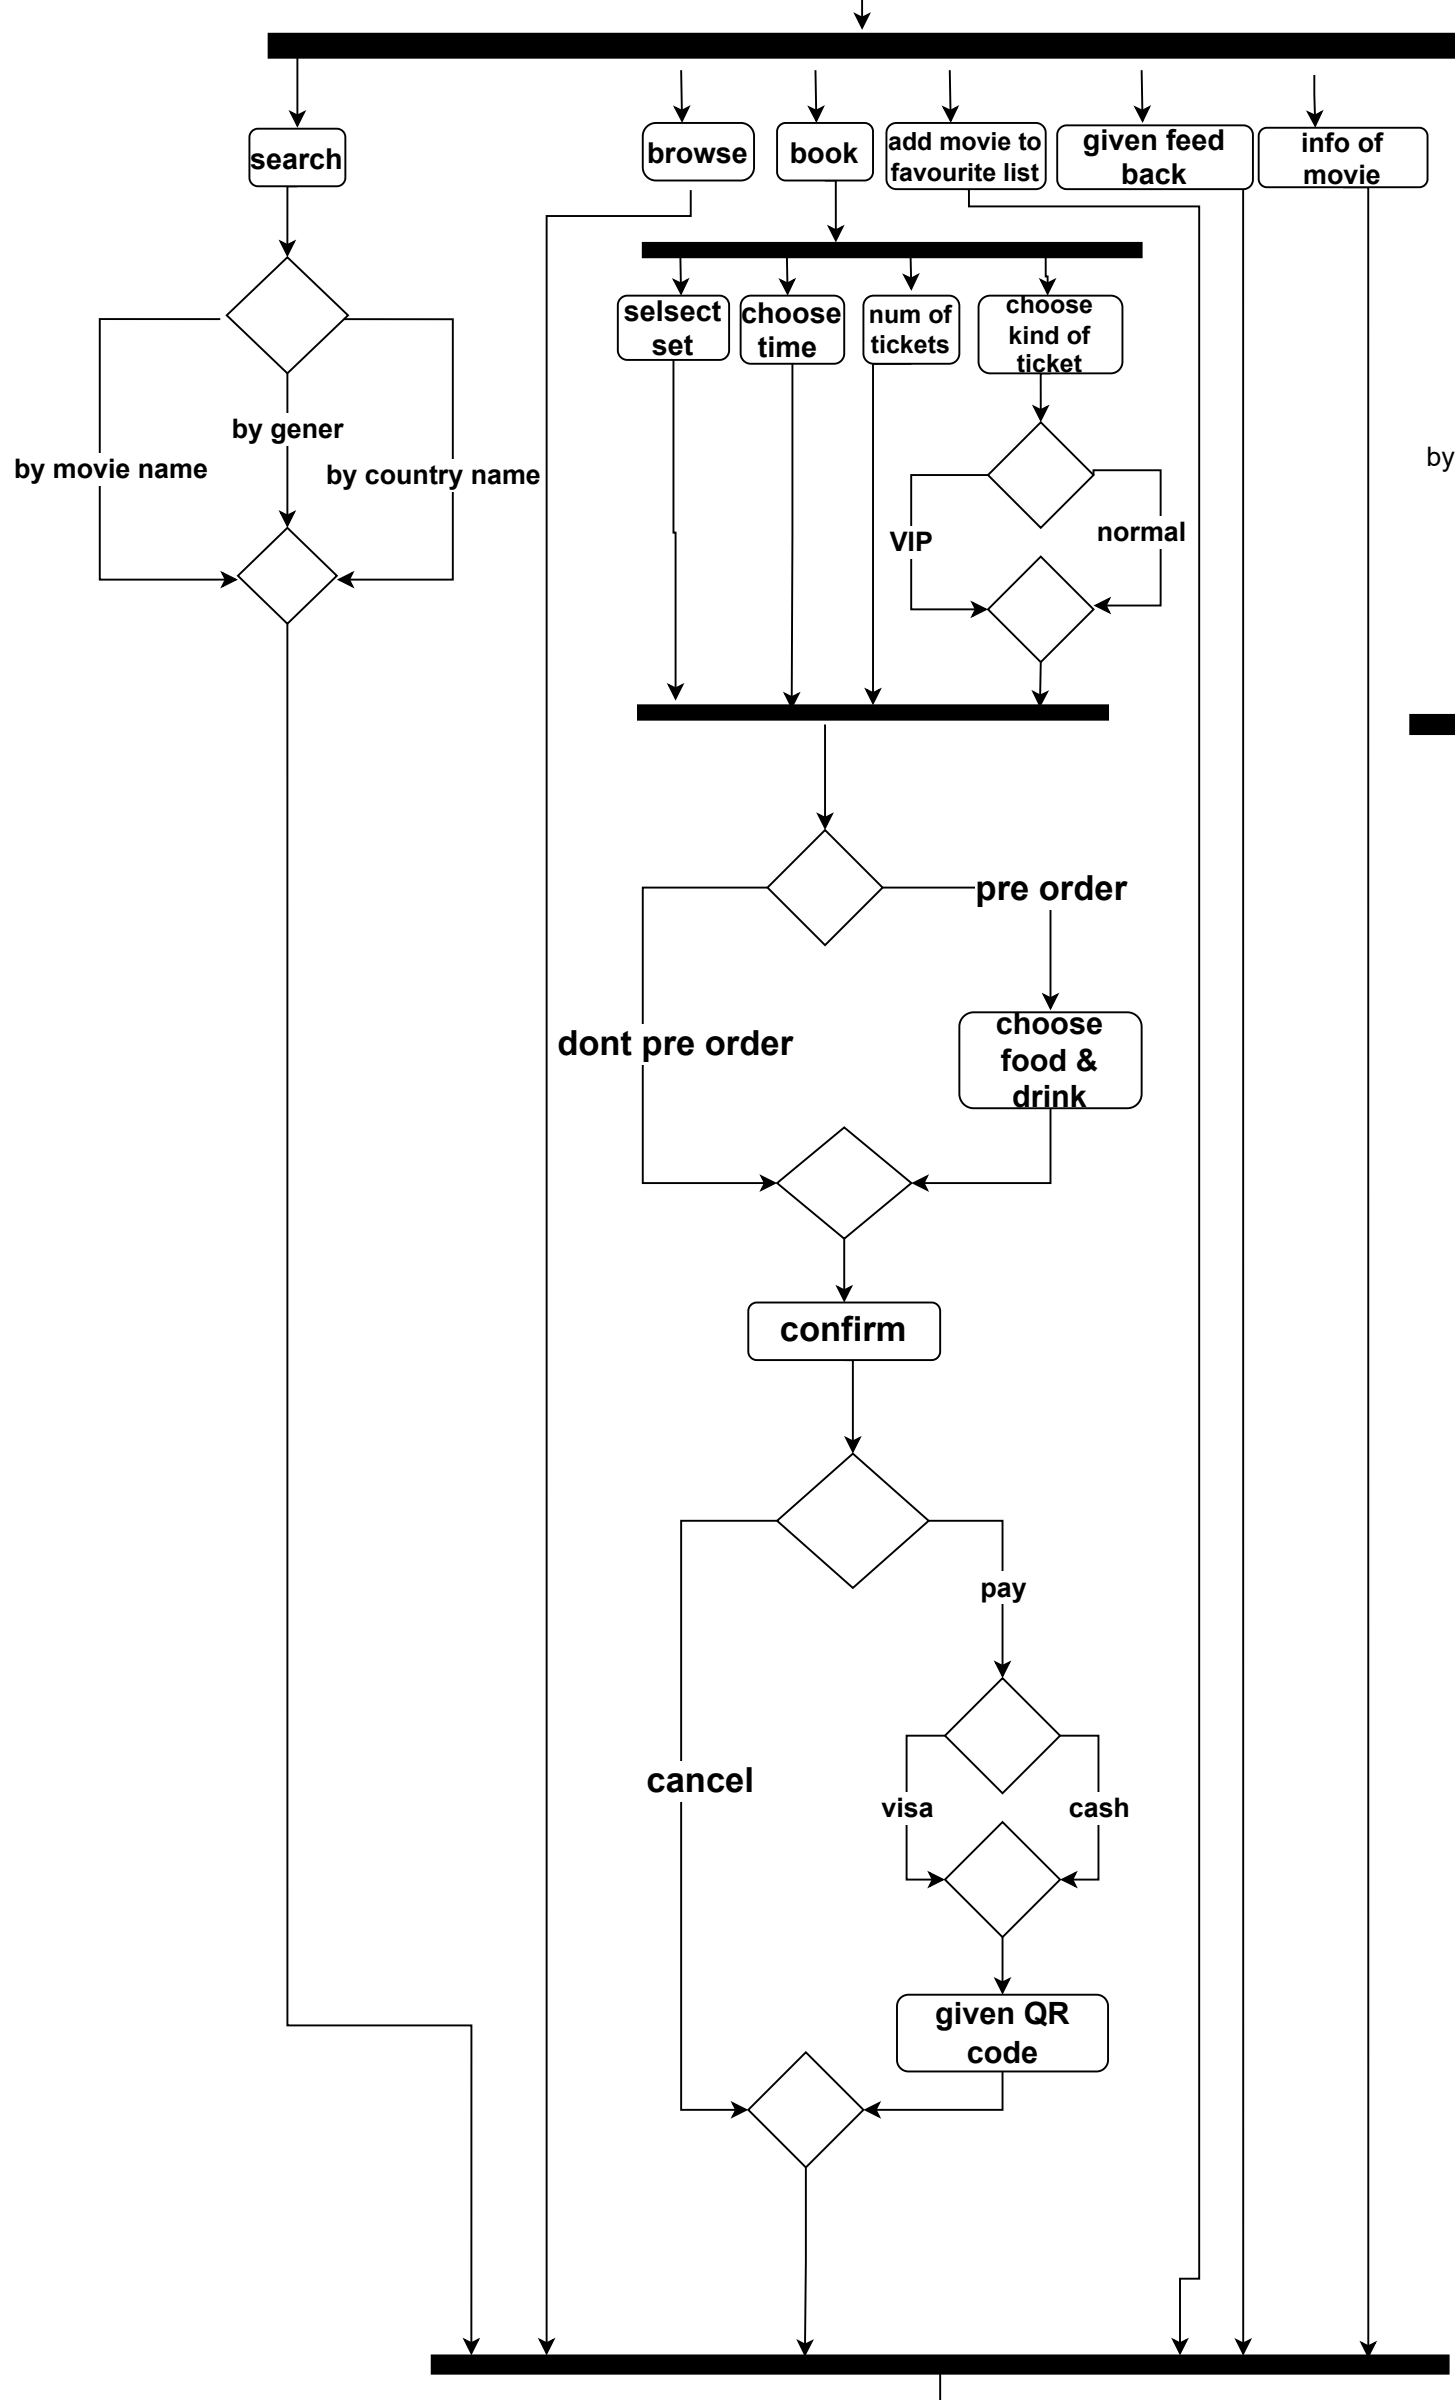 search
browse
book
add movie to
favourite list
given feed
back
info of
movie
selsect
set
choose
time
num of
tickets
choose
kind of
ticket
by gener
by movie name
by country name
by
VIP
normal
pre order
dont pre order
choose
food &
drink
confirm
pay
cancel
visa
cash
given QR
code